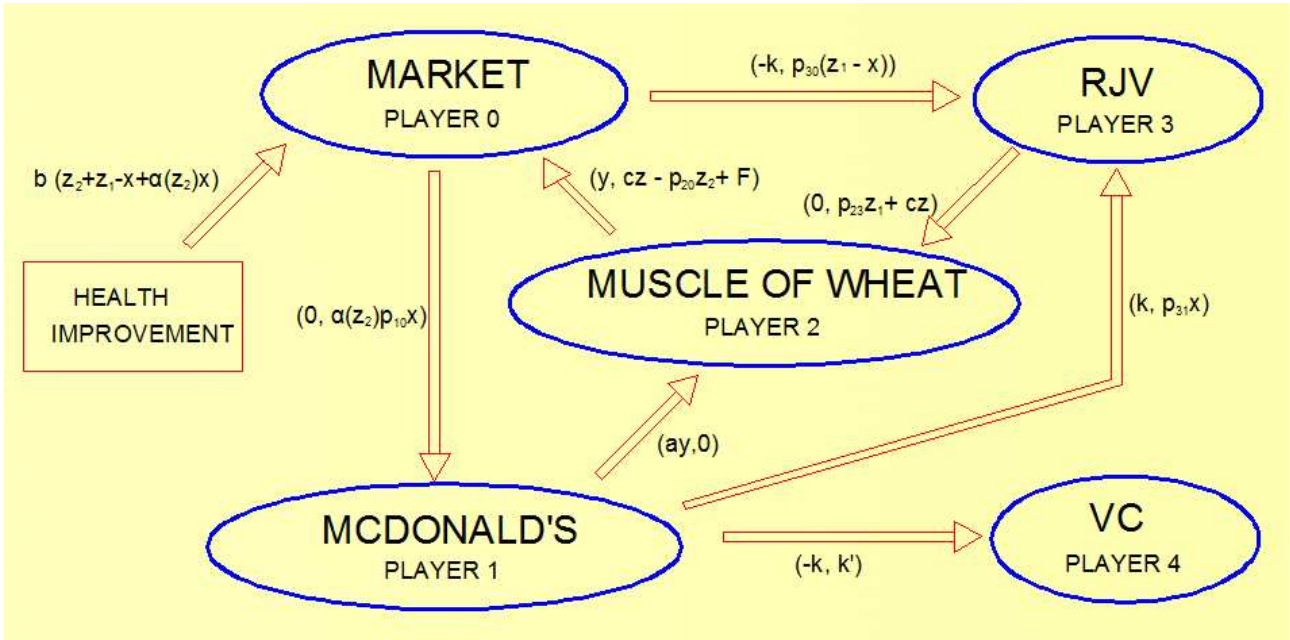 MARKET
PLAYER 0
(-k, p₃₀(z₁ - x))
RJV
PLAYER 3
b (z₂+z₁-x+α(z₂)x)
(y, cz - p₂₀z₂+ F)
(0, p₂₃z₁+ cz)
HEALTH
IMPROVEMENT
(0, α(z₂)p₁₀x)
MUSCLE OF WHEAT
PLAYER 2
(k, p₃₁x)
(ay,0)
MCDONALD'S
PLAYER 1
(-k, k')
VC
PLAYER 4